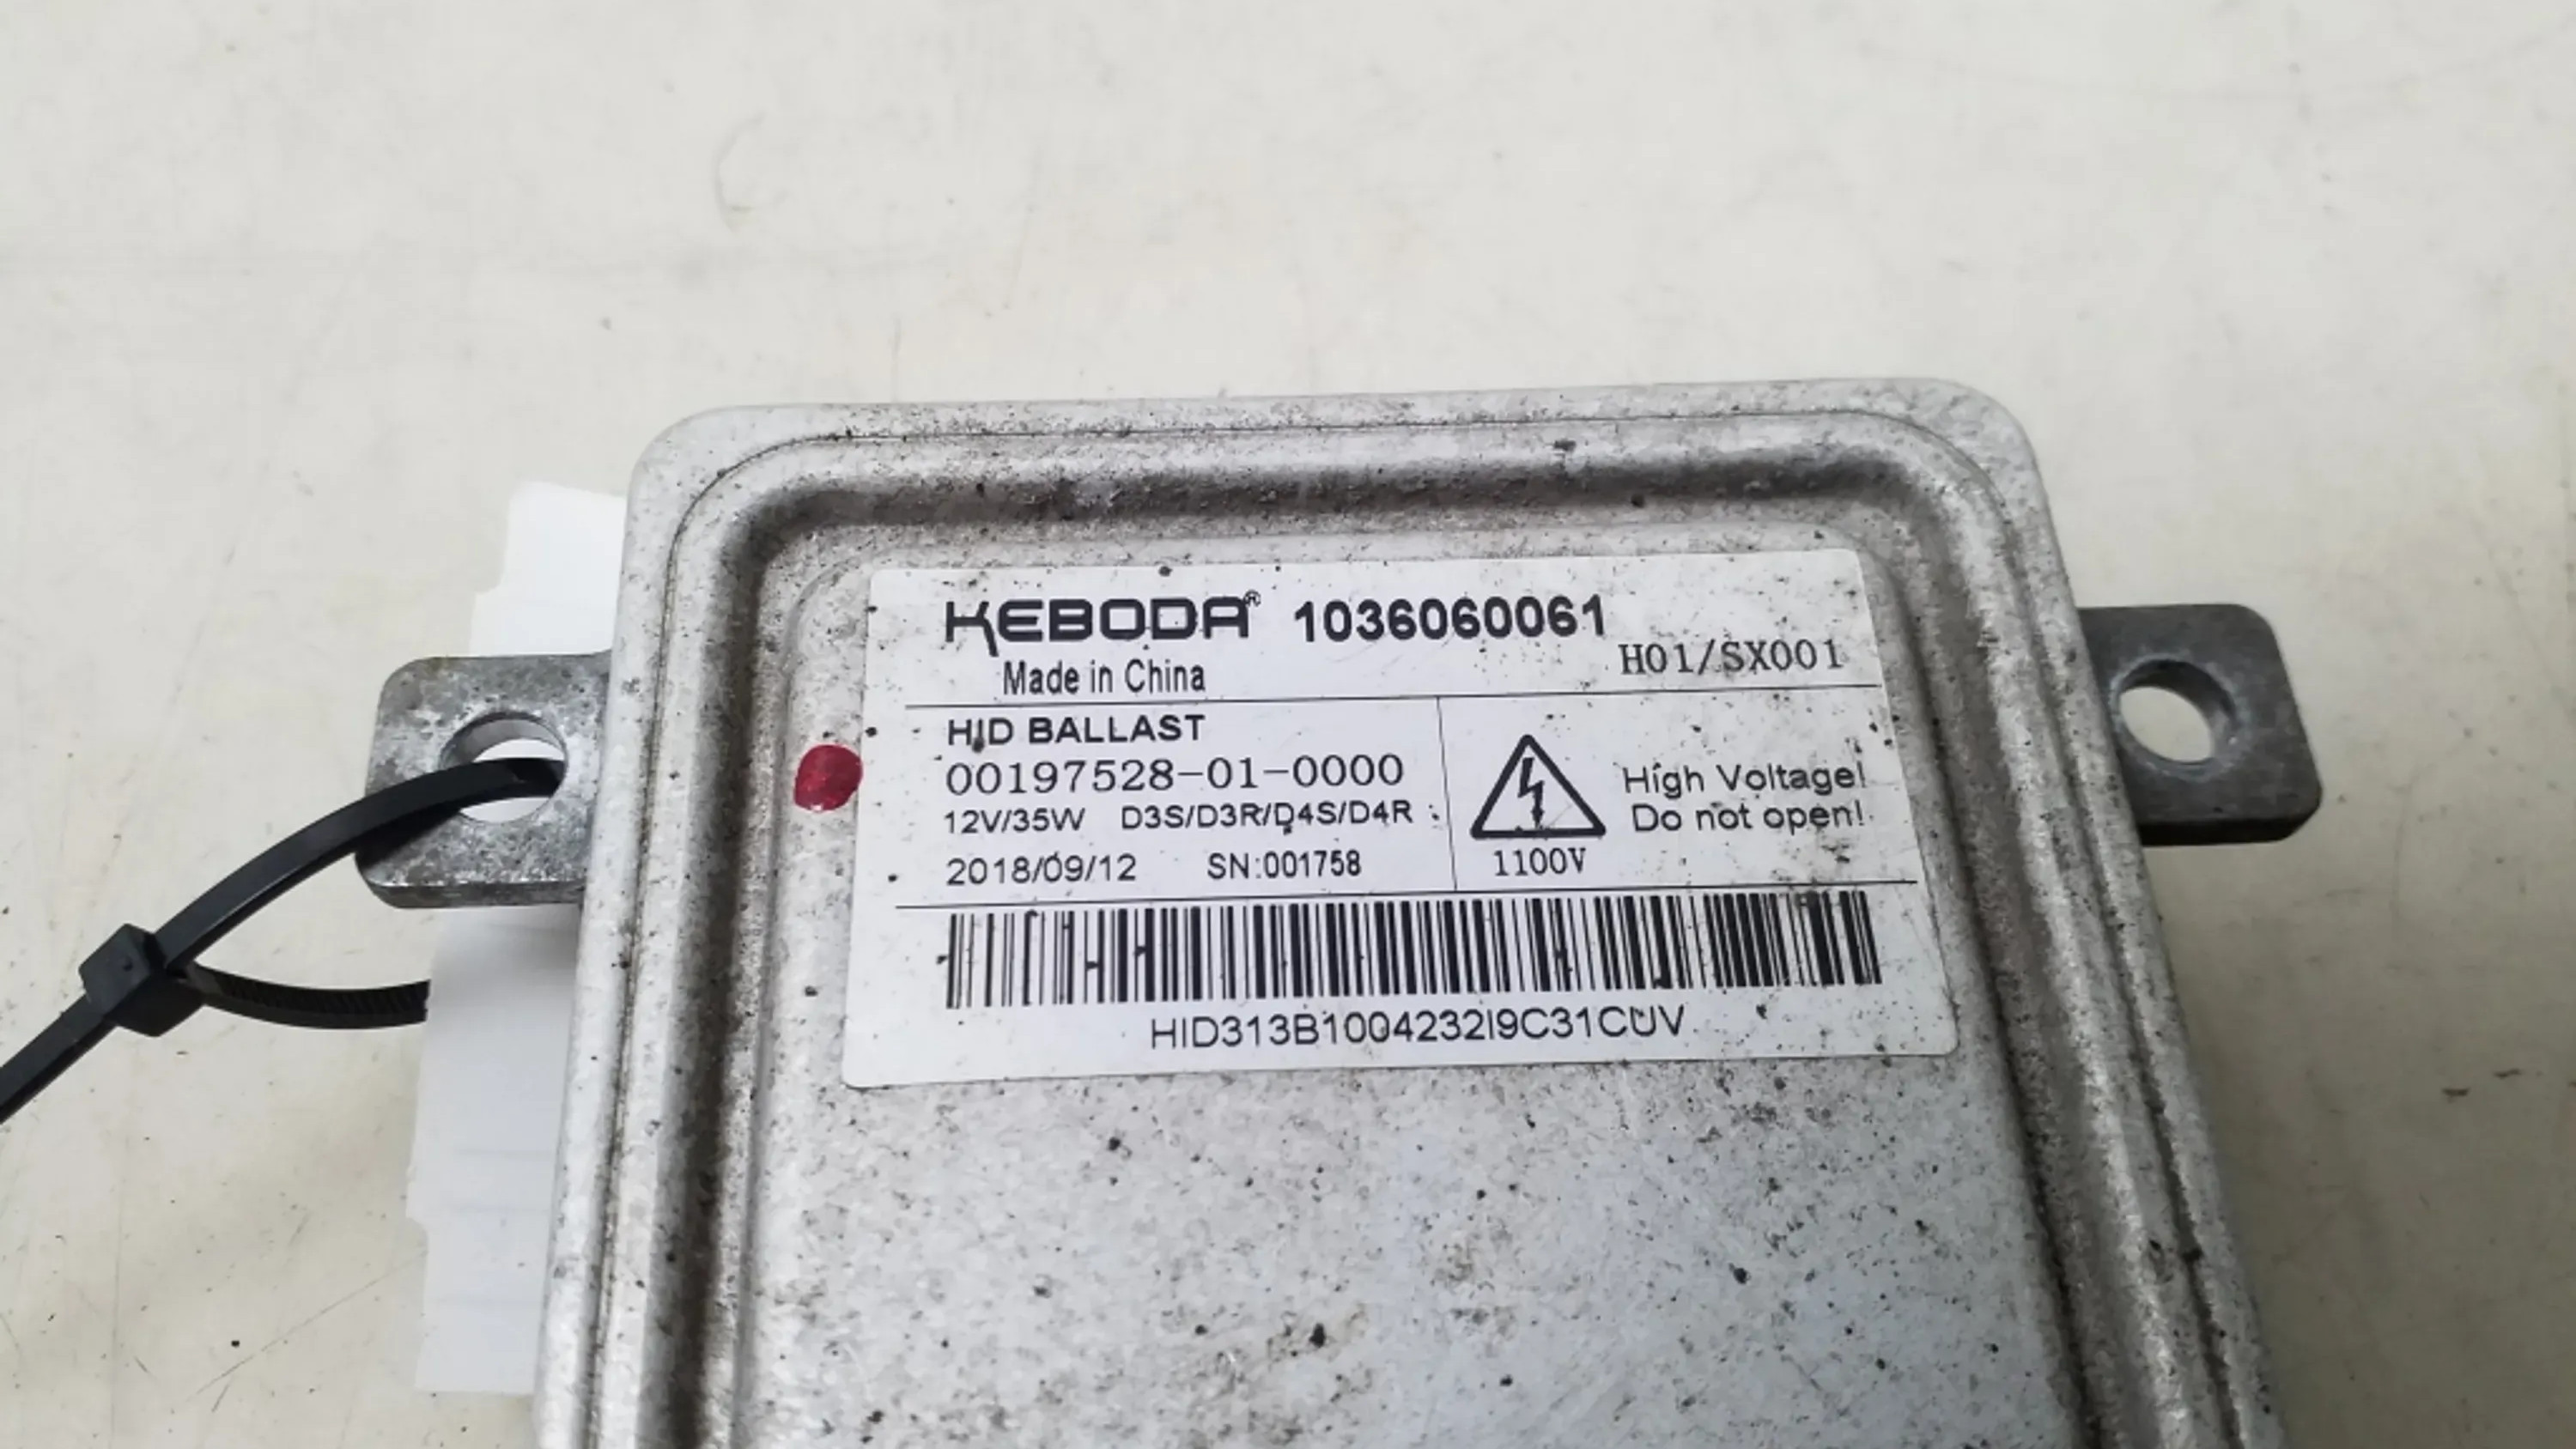 KEBODA® 1036060061
Made in China
H01/SX001
HID BALLAST
00197528-01-0000
12V/35W D3S/D3R/D4S/D4R
2018/09/12 SN:001758
High Voltage!
Do not open!
1100V
HID313B1004232I9C31CUV